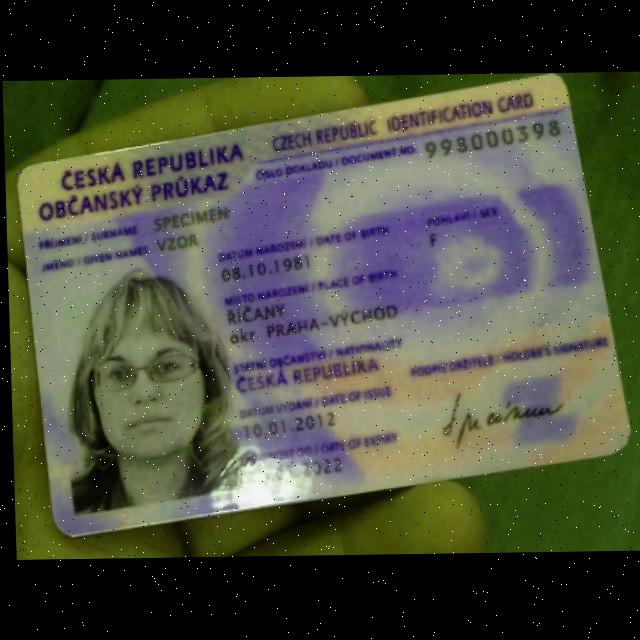 ČESKÁ REPUBLIKA
CZECH REPUBLIC IDENTIFICATION CARD
OBČANSKÝ PRŮKAZ
ČÍSLO DOKLADU / DOCUMENT NO.
998000398
PŘÍJMENÍ / SURNAME
SPECIMEN
JMÉNO / GIVEN NAMES
VZOR
DATUM NAROZENÍ / DATE OF BIRTH
08.10.1981
POHLAVÍ / SEX
F
MÍSTO NAROZENÍ / PLACE OF BIRTH
ŘÍČANY
okr. PRAHA-VÝCHOD
STÁTNÍ OBČANSTVÍ / NATIONALITY
ČESKÁ REPUBLIKA
PODPIS DRŽITELE / HOLDER'S SIGNATURE
DATUM VYDÁNÍ / DATE OF ISSUE
10.01.2012
Specimen
DO / DATE OF EXPIRY
2022